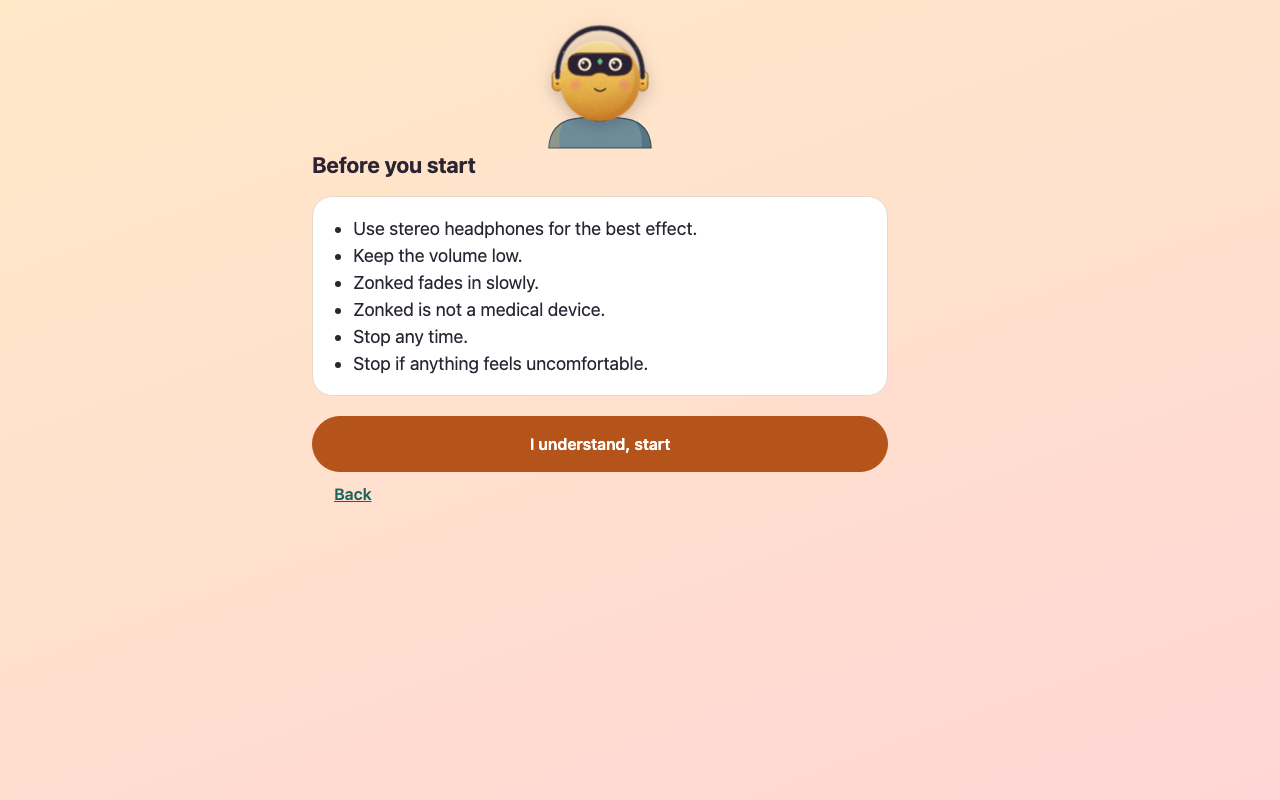 Before you start
Use stereo headphones for the best effect.
Keep the volume low.
Zonked fades in slowly.
Zonked is not a medical device.
Stop any time.
Stop if anything feels uncomfortable.
I understand, start
Back